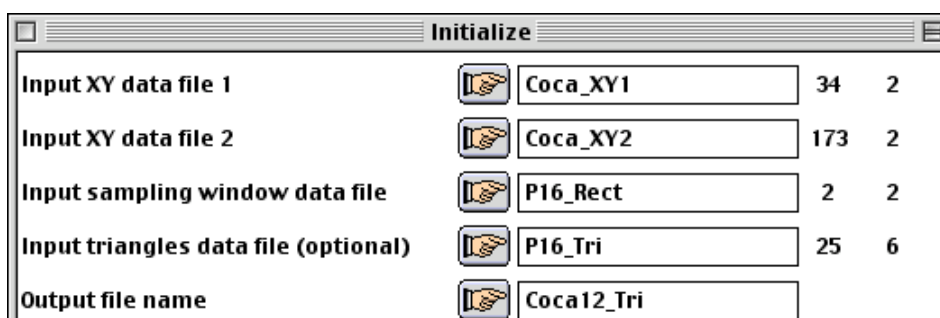 Initialize
Input XY data file 1 Coca_XY1 34 2
Input XY data file 2 Coca_XY2 173 2
Input sampling window data file P16_Rect 2 2
Input triangles data file (optional) P16_Tri 25 6
Output file name Coca12_Tri